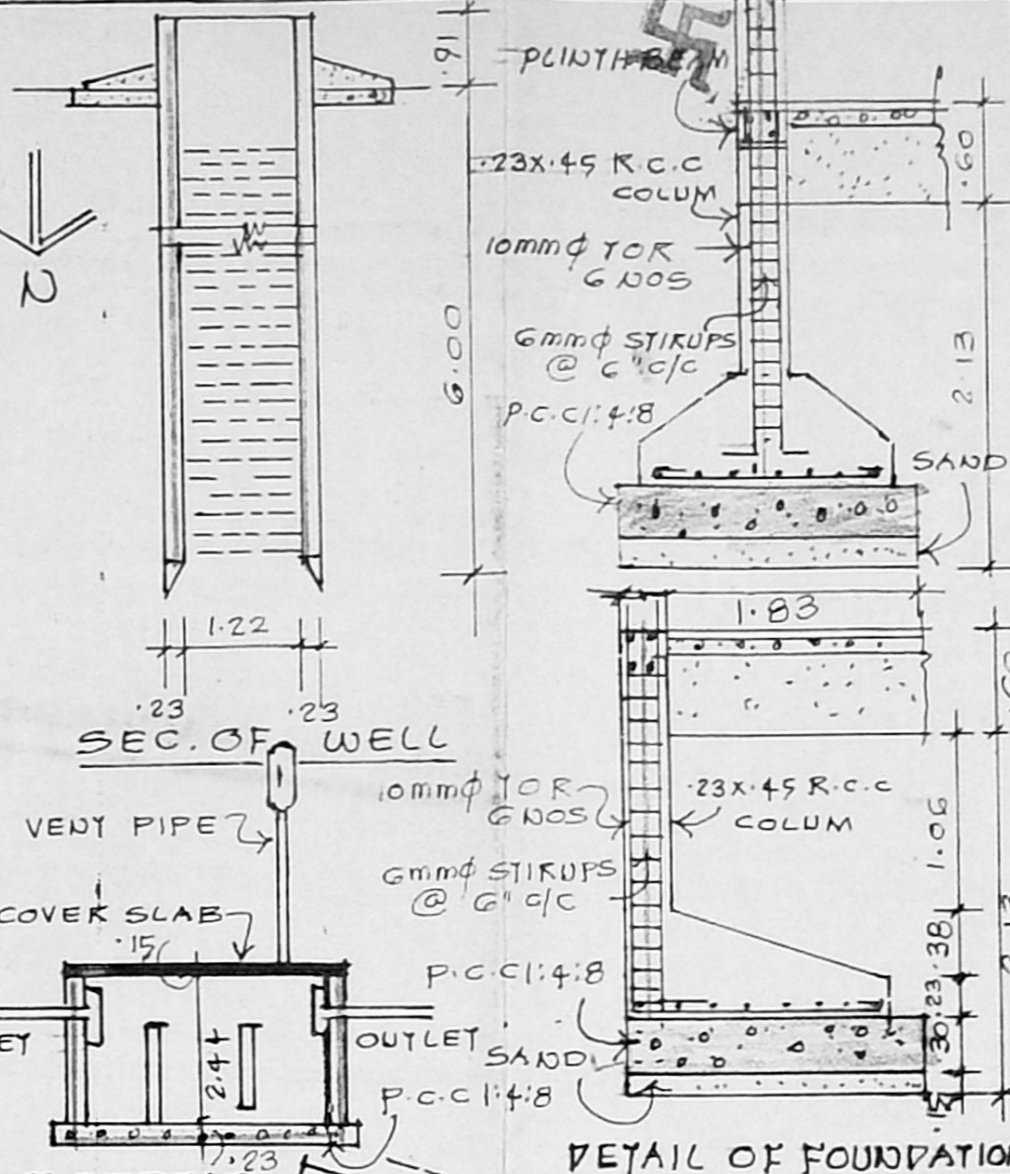 .91
6.00
2
1.22
.23 .23
SEC. OF WELL
PLINTH BEAM
.23X.45 R.C.C
COLUM
10mmϕ TOR
6 NOS
6mmϕ STIRUPS
@ 6" c/c
P.C.C 1:4:8
SAND
.60
2.13
1.83
10mmϕ TOR
6 NOS
.23X.45 R.C.C
COLUM
6mmϕ STIRUPS
@ 6" c/c
P.C.C 1:4:8
SAND
1.06
.38
.23
.30
.15
DETAIL OF FOUNDATION
VENT PIPE
COVER SLAB
.15
OUTLET
2.44
P.C.C 1:4:8
.23